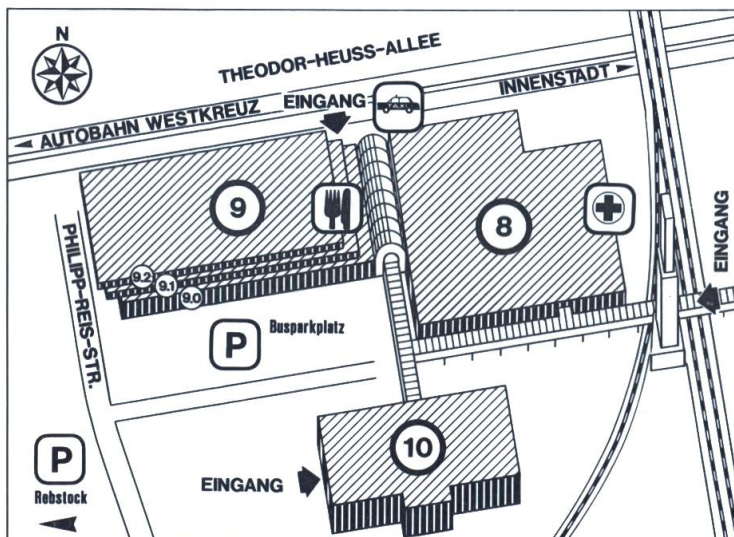 N
THEODOR-HEUSS-ALLEE
INNENSTADT
EINGANG
AUTOBAHN WESTKREUZ
9
8
9.2
9.1
9.0
EINGANG
PHILIPP-REIS-STR.
P
Busparkplatz
10
P
Rebstock
EINGANG